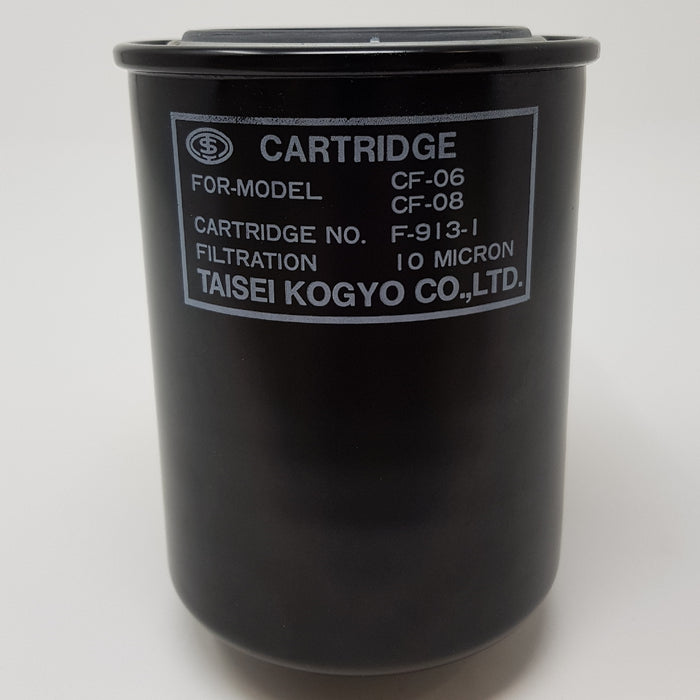 CARTRIDGE
FOR-MODEL CF-06
CF-08
CARTRIDGE NO. F-913-1
FILTRATION 10 MICRON
TAISEI KOGYO CO.,LTD.